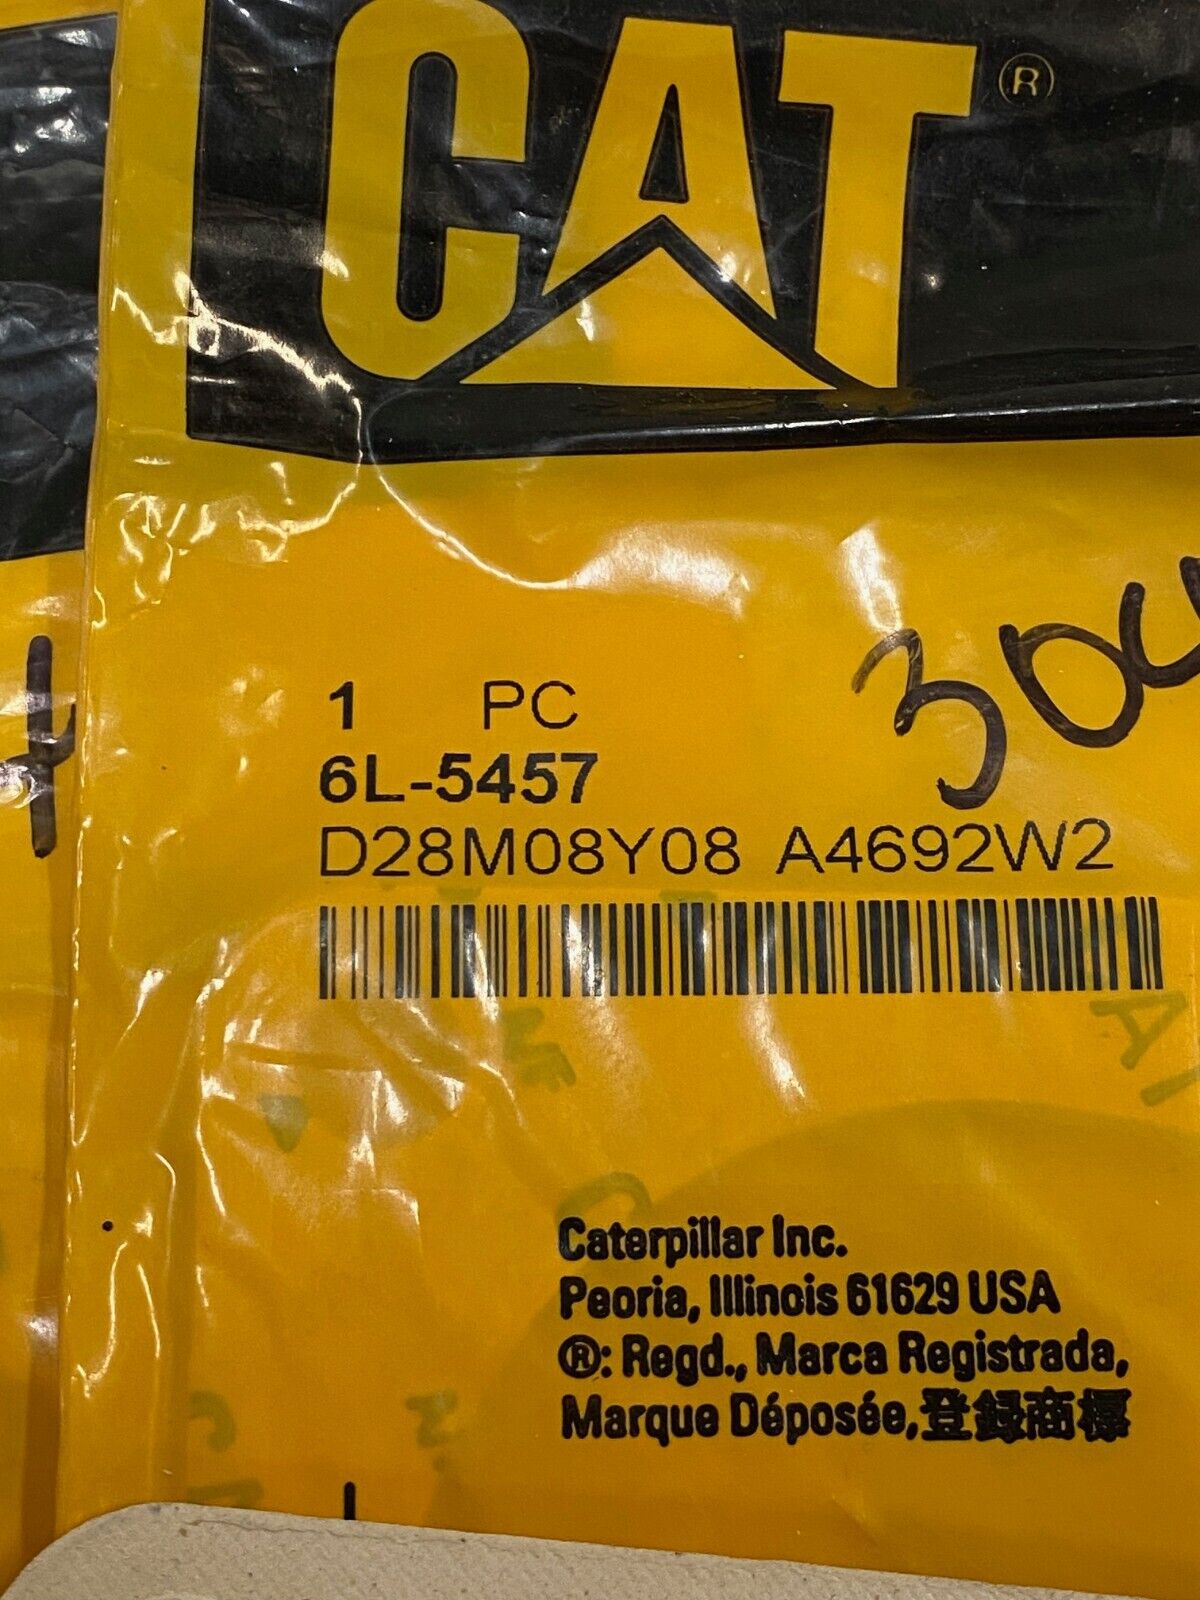 CAT ®
304
1 PC
6L-5457
D28M08Y08 A4692W2
Caterpillar Inc.
Peoria, Illinois 61629 USA
®: Regd., Marca Registrada,
Marque Déposée,登録商標